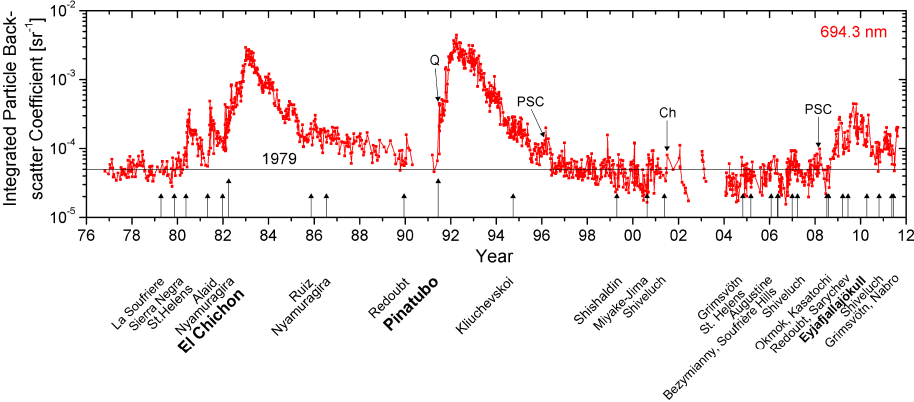 Integrated Particle Back-
scatter Coefficient [sr⁻¹]
10⁻²
10⁻³
10⁻⁴
10⁻⁵
694.3 nm
Q
PSC
Ch
PSC
1979
76 78 80 82 84 86 88 90 92 94 96 98 00 02 04 06 08 10 12
Year
La Soufriere
Sierra Negra
St.Helens
Alaid
Nyamuragira
El Chichon
Ruiz
Nyamuragira
Redoubt
Pinatubo
Kliuchevskoi
Shishaldin
Miyake-Jima
Shiveluch
Grimsvötn
St. Helens
Augustine
Bezymianny, Soufrière Hills
Shiveluch
Okmok, Kasatochi
Redoubt, Sarychev
Eyjafjallajökull
Shiveluch
Grimsvötn, Nabro